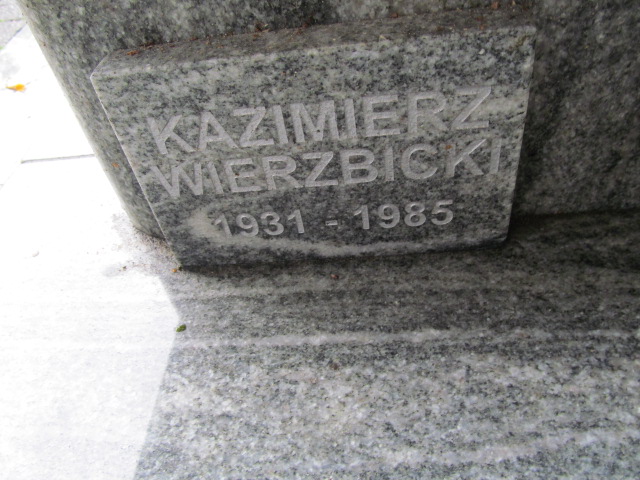 KAZIMIERZ
WIERZBICKI
1931 - 1985